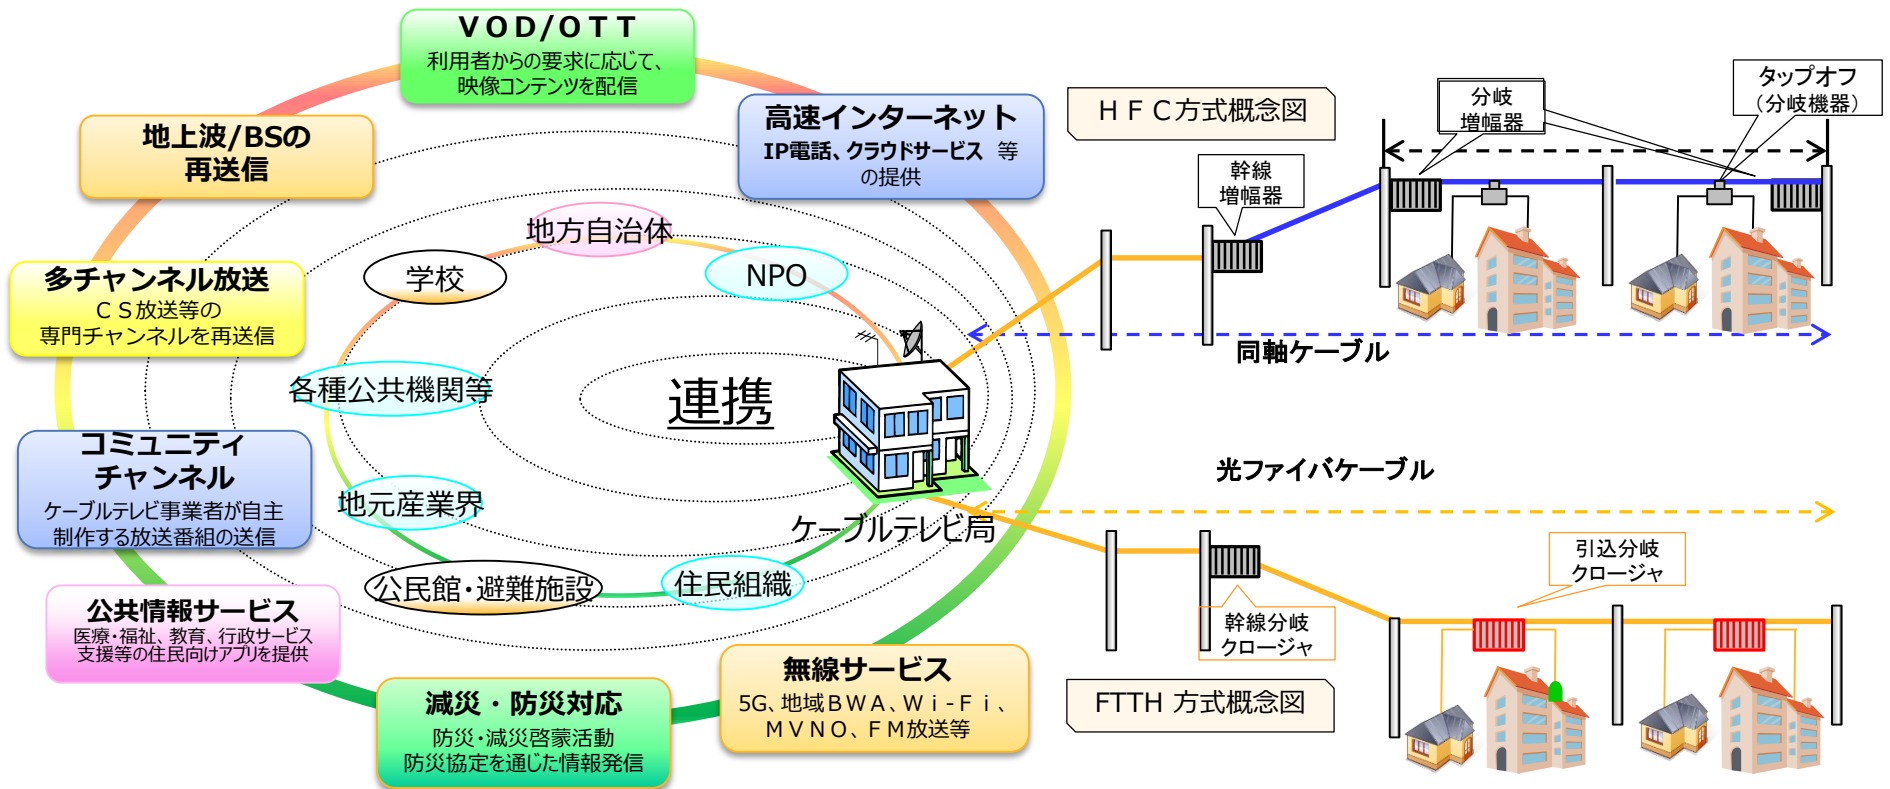 VOD/OTT
利用者からの要求に応じて、
映像コンテンツを配信
地上波/BSの
再送信
高速インターネット
IP電話、クラウドサービス 等
の提供
多チャンネル放送
CS放送等の
専門チャンネルを再送信
コミュニティ
チャンネル
ケーブルテレビ事業者が自主
制作する放送番組の送信
公共情報サービス
医療・福祉、教育、行政サービス
支援等の住民向けアプリを提供
減災・防災対応
防災・減災啓蒙活動
防災協定を通じた情報発信
無線サービス
5G、地域BWA、Wi-Fi、
MVNO、FM放送等
地方自治体
学校
NPO
各種公共機関等
連携
地元産業界
ケーブルテレビ局
公民館・避難施設
住民組織
HFC方式概念図
幹線
増幅器
分岐
増幅器
タップオフ
(分岐機器)
同軸ケーブル
光ファイバケーブル
引込分岐
クロージャ
幹線分岐
クロージャ
FTTH 方式概念図